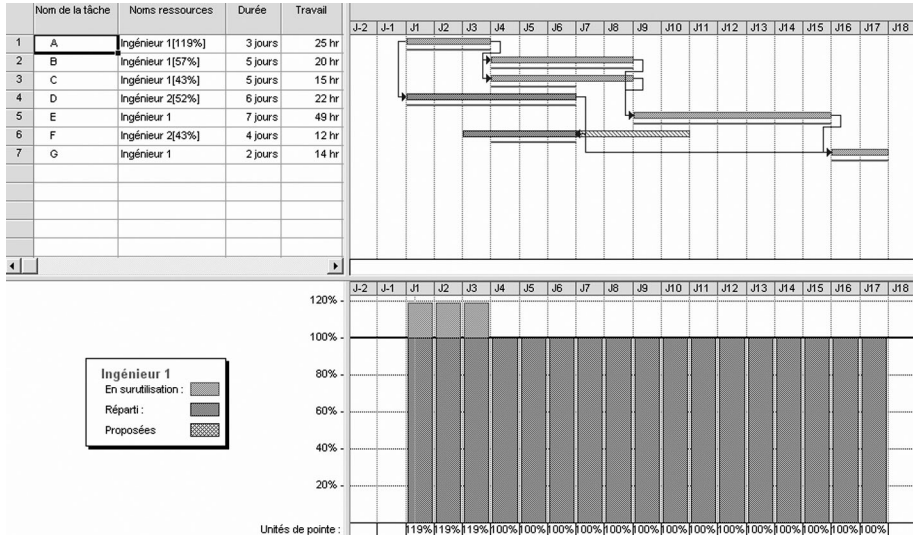 Nom de la tâche Noms ressources Durée Travail
J-2 J-1 J1 J2 J3 J4 J5 J6 J7 J8 J9 J10 J11 J12 J13 J14 J15 J16 J17 J18
1 A Ingénieur 1[119%] 3 jours 25 hr
2 B Ingénieur 1[57%] 5 jours 20 hr
3 C Ingénieur 1[43%] 5 jours 15 hr
4 D Ingénieur 2[52%] 6 jours 22 hr
5 E Ingénieur 1 7 jours 49 hr
6 F Ingénieur 2[43%] 4 jours 12 hr
7 G Ingénieur 1 2 jours 14 hr
J-2 J-1 J1 J2 J3 J4 J5 J6 J7 J8 J9 J10 J11 J12 J13 J14 J15 J16 J17 J18
120%
100%
80%
60%
40%
20%
Ingénieur 1
En surutilisation :
Réparti :
Proposées
Unités de pointe : 119% 119% 119% 100% 100% 100% 100% 100% 100% 100% 100% 100% 100% 100% 100% 100% 100%